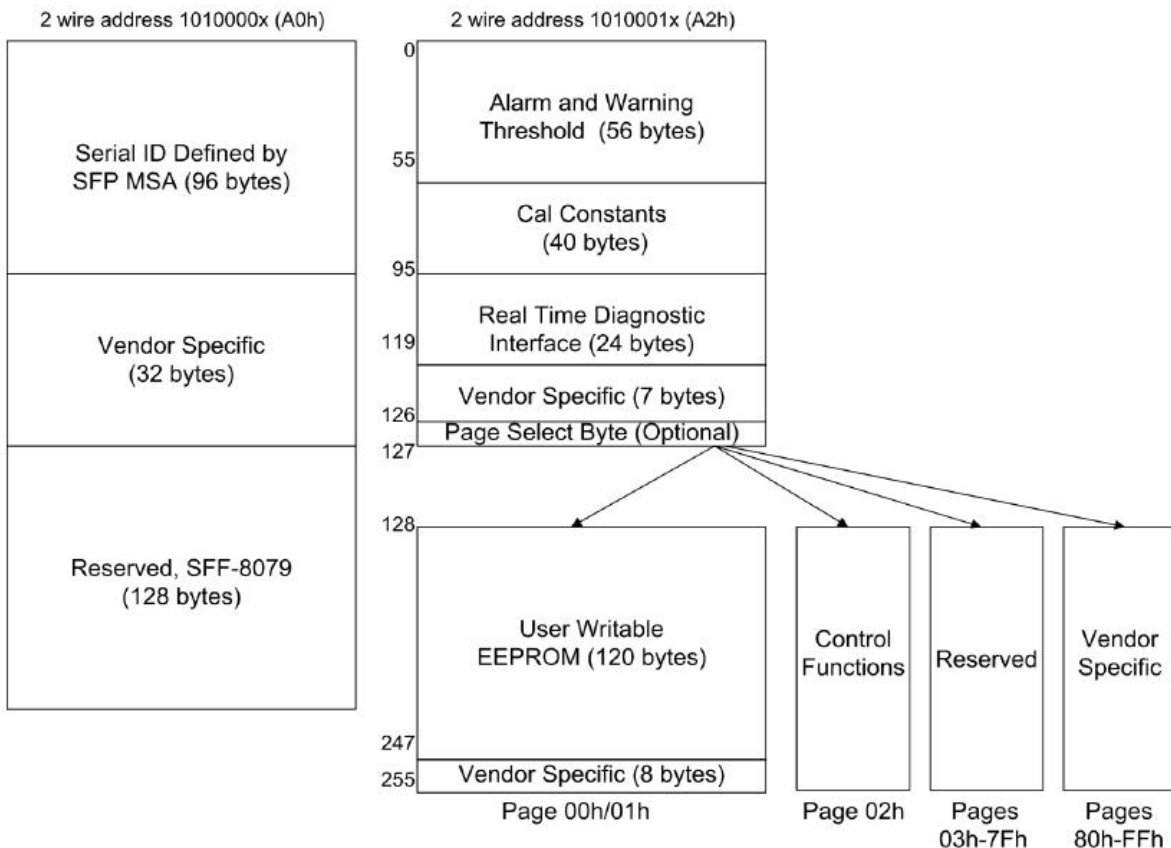 2 wire address 1010000x (A0h)
Serial ID Defined by
SFP MSA (96 bytes)
Vendor Specific
(32 bytes)
Reserved, SFF-8079
(128 bytes)
2 wire address 1010001x (A2h)
0
Alarm and Warning
Threshold (56 bytes)
55
Cal Constants
(40 bytes)
95
Real Time Diagnostic
Interface (24 bytes)
119
Vendor Specific (7 bytes)
126
Page Select Byte (Optional)
127
128
User Writable
EEPROM (120 bytes)
247
Vendor Specific (8 bytes)
255
Page 00h/01h
Control
Functions
Page 02h
Reserved
Pages
03h-7Fh
Vendor
Specific
Pages
80h-FFh